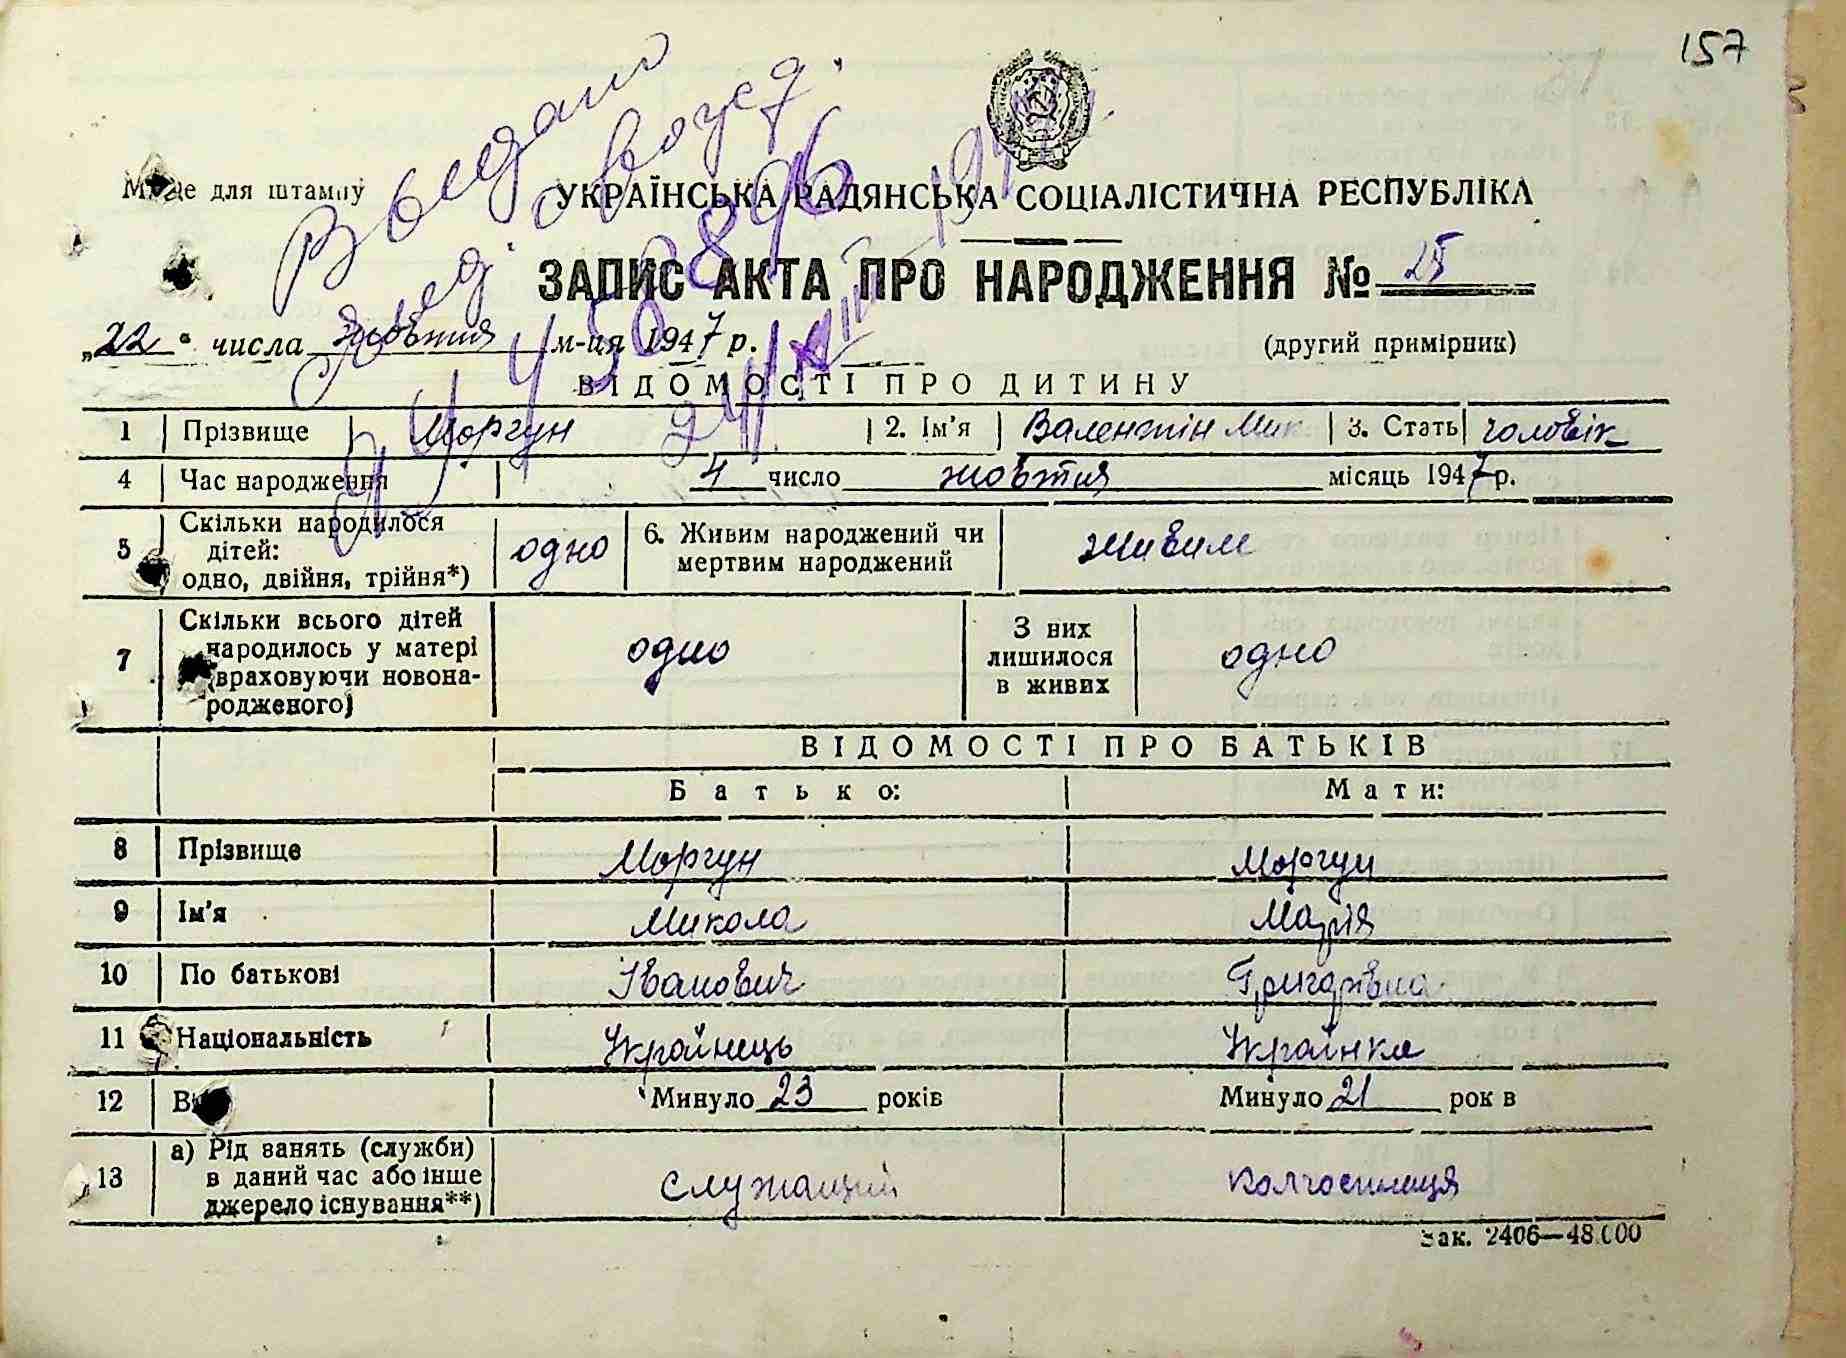 157
Місце для штампу
УКРАЇНСЬКА РАДЯНСЬКА СОЦІАЛІСТИЧНА РЕСПУБЛІКА
ЗАПИС АКТА ПРО НАРОДЖЕННЯ № 25
„22" числа жовтня м-ця 1947 р.
(другий примірник)
ВІДОМОСТІ ПРО ДИТИНУ
1 Прізвище Моргун 2. Ім'я Валентін Мик 3. Стать чоловік
4 Час народження 4 число жовтня місяць 1947 р.
5 Скільки народилося дітей: одно, двійня, трійня*) одно 6. Живим народжений чи мертвим народжений живим
7 Скільки всього дітей народилось у матері (враховуючи новонародженого) одно З них лишилося в живих одно
ВІДОМОСТІ ПРО БАТЬКІВ
Батько: Мати:
8 Прізвище Моргун Моргун
9 Ім'я Микола Марія
10 По батькові Іванович Григорівна
11 Національність Українець Українка
12 Вік Минуло 23 років Минуло 21 років
13 а) Рід занять (служби) в даний час або інше джерело існування**) служащий колгоспниця
Зак. 2406—48.000
Выдано
повт. свод.